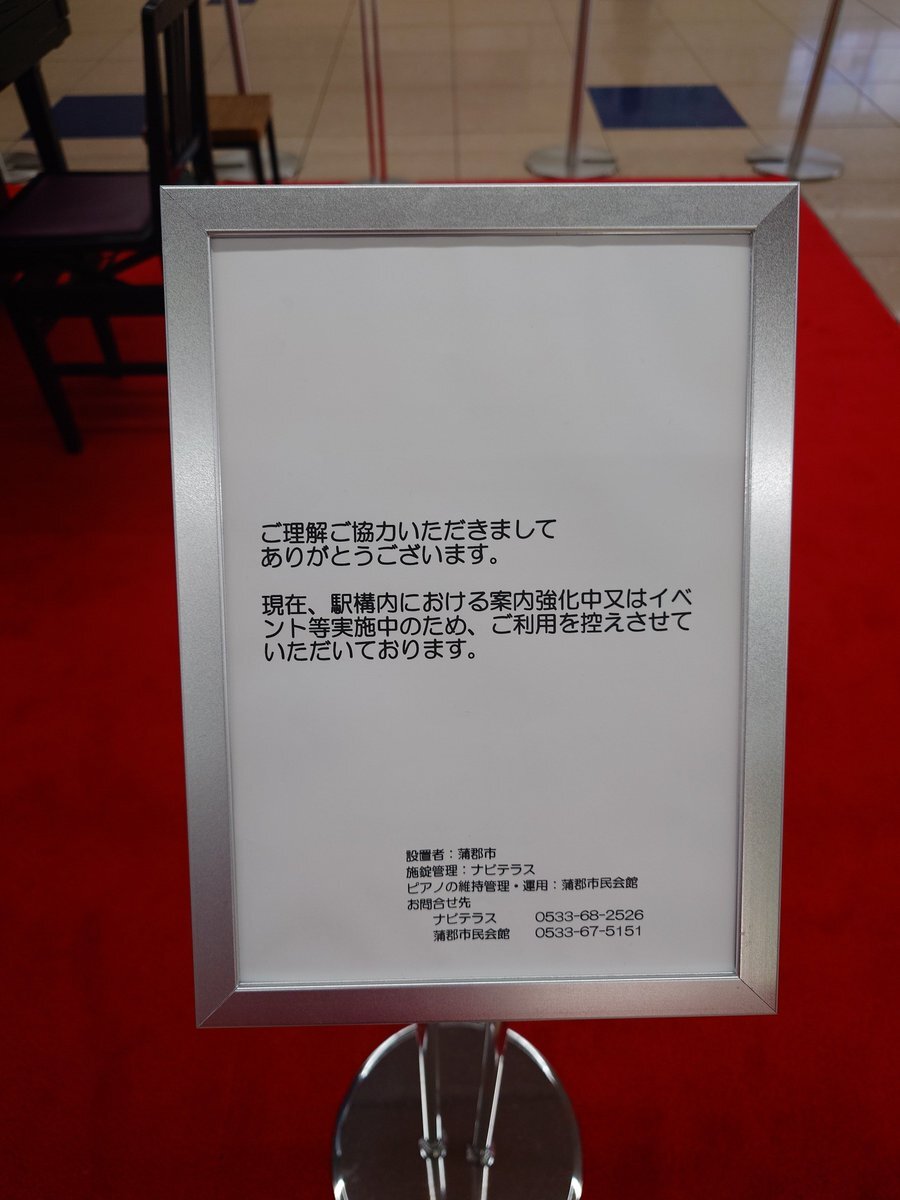 ご理解ご協力いただきまして
ありがとうございます。
現在、駅構内における案内強化中又はイベ
ント等実施中のため、ご利用を控えさせて
いただいております。
設置者：蒲郡市
施錠管理：ナビテラス
ピアノの維持管理・運用：蒲郡市民会館
お問合せ先
ナビテラス　0533-68-2526
蒲郡市民会館　0533-67-5151